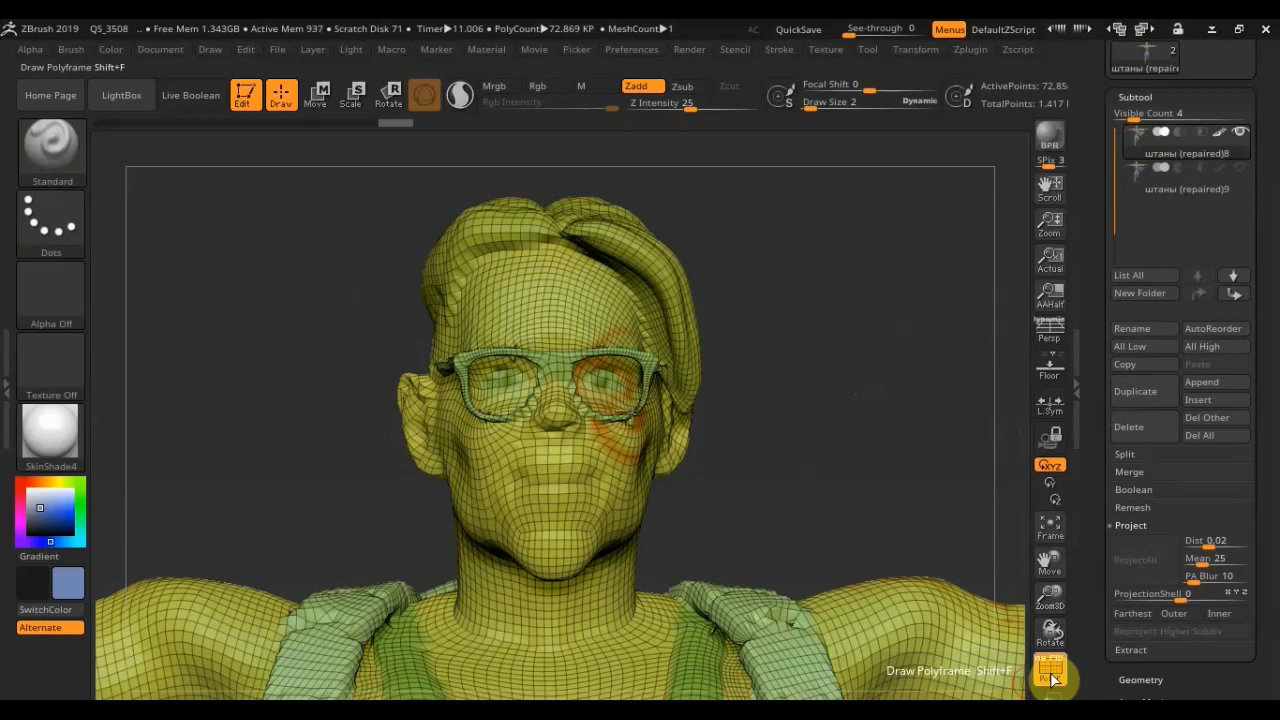 ZBrush 2019 QS_3508 • Free Mem 1.343GB • Active Mem 937 • Scratch Disk 71 • Timer▶11.006 • PolyCount▶72.869 KP • MeshCount▶1 AC QuickSave See-through 0 Menus DefaultZScript
Alpha Brush Color Document Draw Edit File Layer Light Macro Marker Material Movie Picker Preferences Render Stencil Stroke Texture Tool Transform Zplugin Zscript
Draw Polyframe Shift+F
Home Page LightBox Live Boolean Edit Draw Move Scale Rotate
Mrgb Rgb M Zadd Zsub Zcut
Rgb Intensity Z Intensity 25
Focal Shift 0
Draw Size 2 Dynamic
S D
ActivePoints: 72,85
TotalPoints: 1.417
Standard
Dots
Alpha Off
Texture Off
SkinShade4
Gradient
SwitchColor
Alternate
BPR
SPix 3
Scroll
Zoom
Actual
AAHalf
Dynamic
Persp
Floor
L.Sym
XYZ
Y
Z
Frame
Move
Zoom3D
Rotate
Draw Polyframe Shift+F
2
штаны (repaire
Subtool
Visible Count 4
штаны (repaired)8
штаны (repaired)9
List All
New Folder
Rename AutoReorder
All Low All High
Copy Paste
Duplicate Append
Insert
Delete Del Other
Del All
Split
Merge
Boolean
Remesh
Project
ProjectAll Dist 0.02
Mean 25
PA Blur 10
ProjectionShell 0
Farthest Outer Inner
Reproject Higher Subdiv
Extract
Geometry